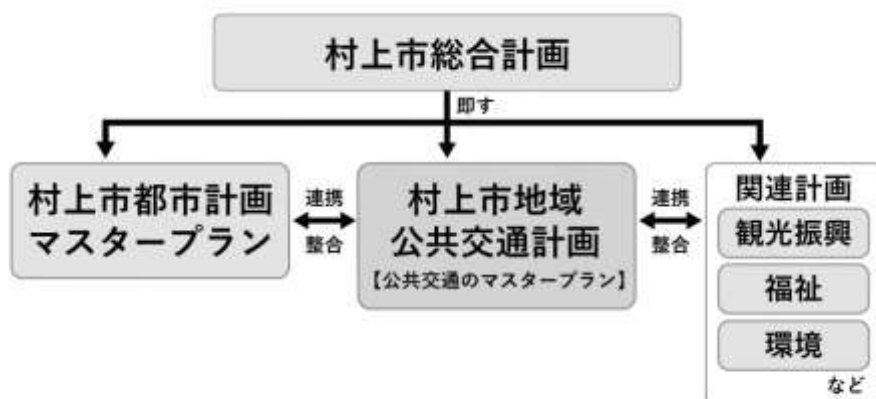 村上市総合計画
即す
村上市都市計画
マスタープラン
連携
整合
村上市地域
公共交通計画
【公共交通のマスタープラン】
連携
整合
関連計画
観光振興
福祉
環境
など